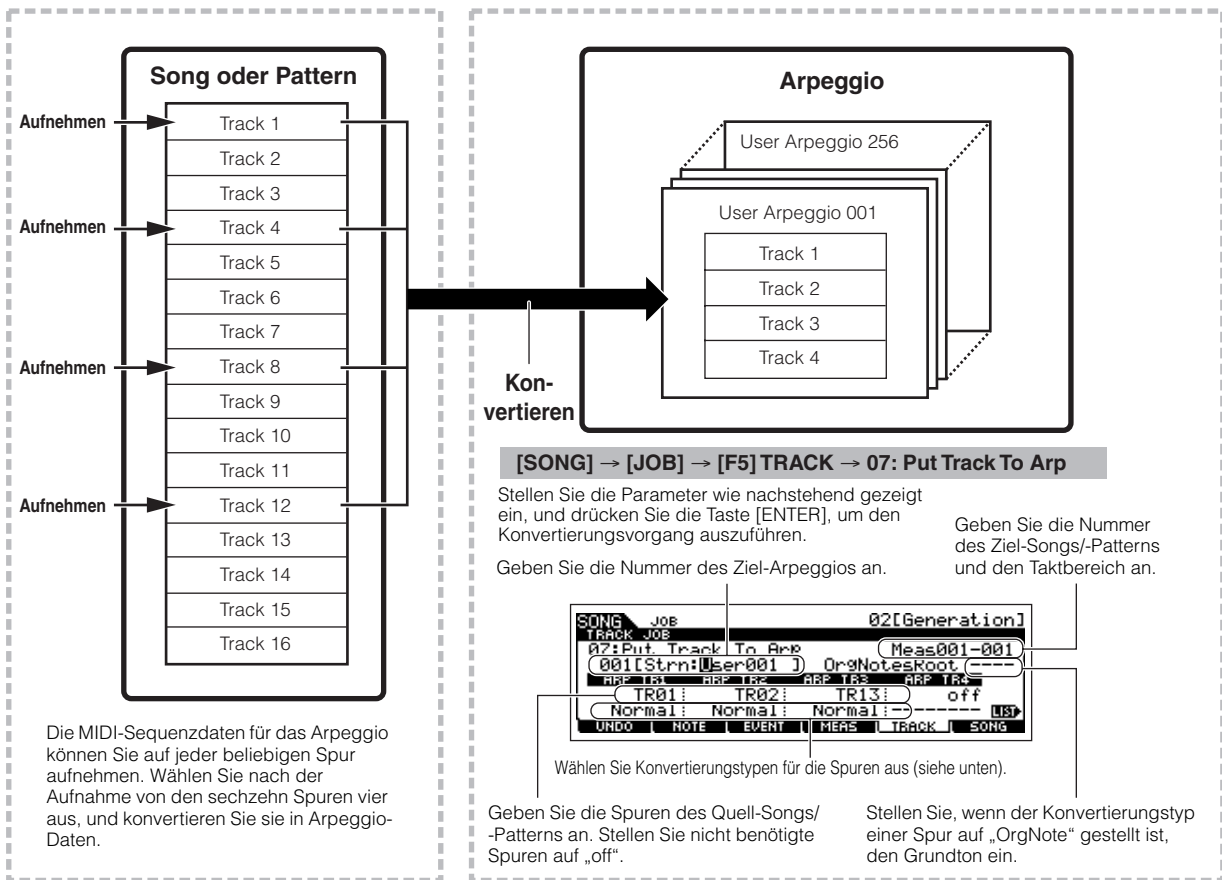 Song oder Pattern
Aufnehmen
Track 1
Track 2
Track 3
Aufnehmen
Track 4
Track 5
Track 6
Track 7
Aufnehmen
Track 8
Track 9
Track 10
Track 11
Aufnehmen
Track 12
Track 13
Track 14
Track 15
Track 16
Die MIDI-Sequenzdaten für das Arpeggio
können Sie auf jeder beliebigen Spur
aufnehmen. Wählen Sie nach der
Aufnahme von den sechzehn Spuren vier
aus, und konvertieren Sie sie in Arpeggio-
Daten.
Kon-
vertieren
Arpeggio
User Arpeggio 256
User Arpeggio 001
Track 1
Track 2
Track 3
Track 4
[SONG] → [JOB] → [F5] TRACK → 07: Put Track To Arp
Stellen Sie die Parameter wie nachstehend gezeigt
ein, und drücken Sie die Taste [ENTER], um den
Konvertierungsvorgang auszuführen.
Geben Sie die Nummer des Ziel-Arpeggios an.
Geben Sie die Nummer
des Ziel-Songs/-Patterns
und den Taktbereich an.
SONG JOB 02[Generation]
TRACK JOB
07:Put Track To Arp Meas001-001
001[Strn:User001 ] OrgNotesRoot ----
ARP TR1 ARP TR2 ARP TR3 ARP TR4
TR01 TR02 TR13 off
Normal Normal Normal -------- LIST
UNDO NOTE EVENT MEAS TRACK SONG
Wählen Sie Konvertierungstypen für die Spuren aus (siehe unten).
Geben Sie die Spuren des Quell-Songs/
-Patterns an. Stellen Sie nicht benötigte
Spuren auf „off“.
Stellen Sie, wenn der Konvertierungstyp
einer Spur auf „OrgNote“ gestellt ist,
den Grundton ein.